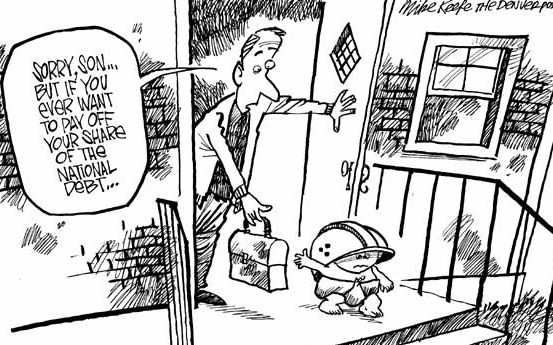 Mike Keefe THE DENVER POST
SORRY, SON...
BUT IF YOU
EVER WANT
TO PAY OFF
YOUR SHARE
OF THE
NATIONAL
DEBT...